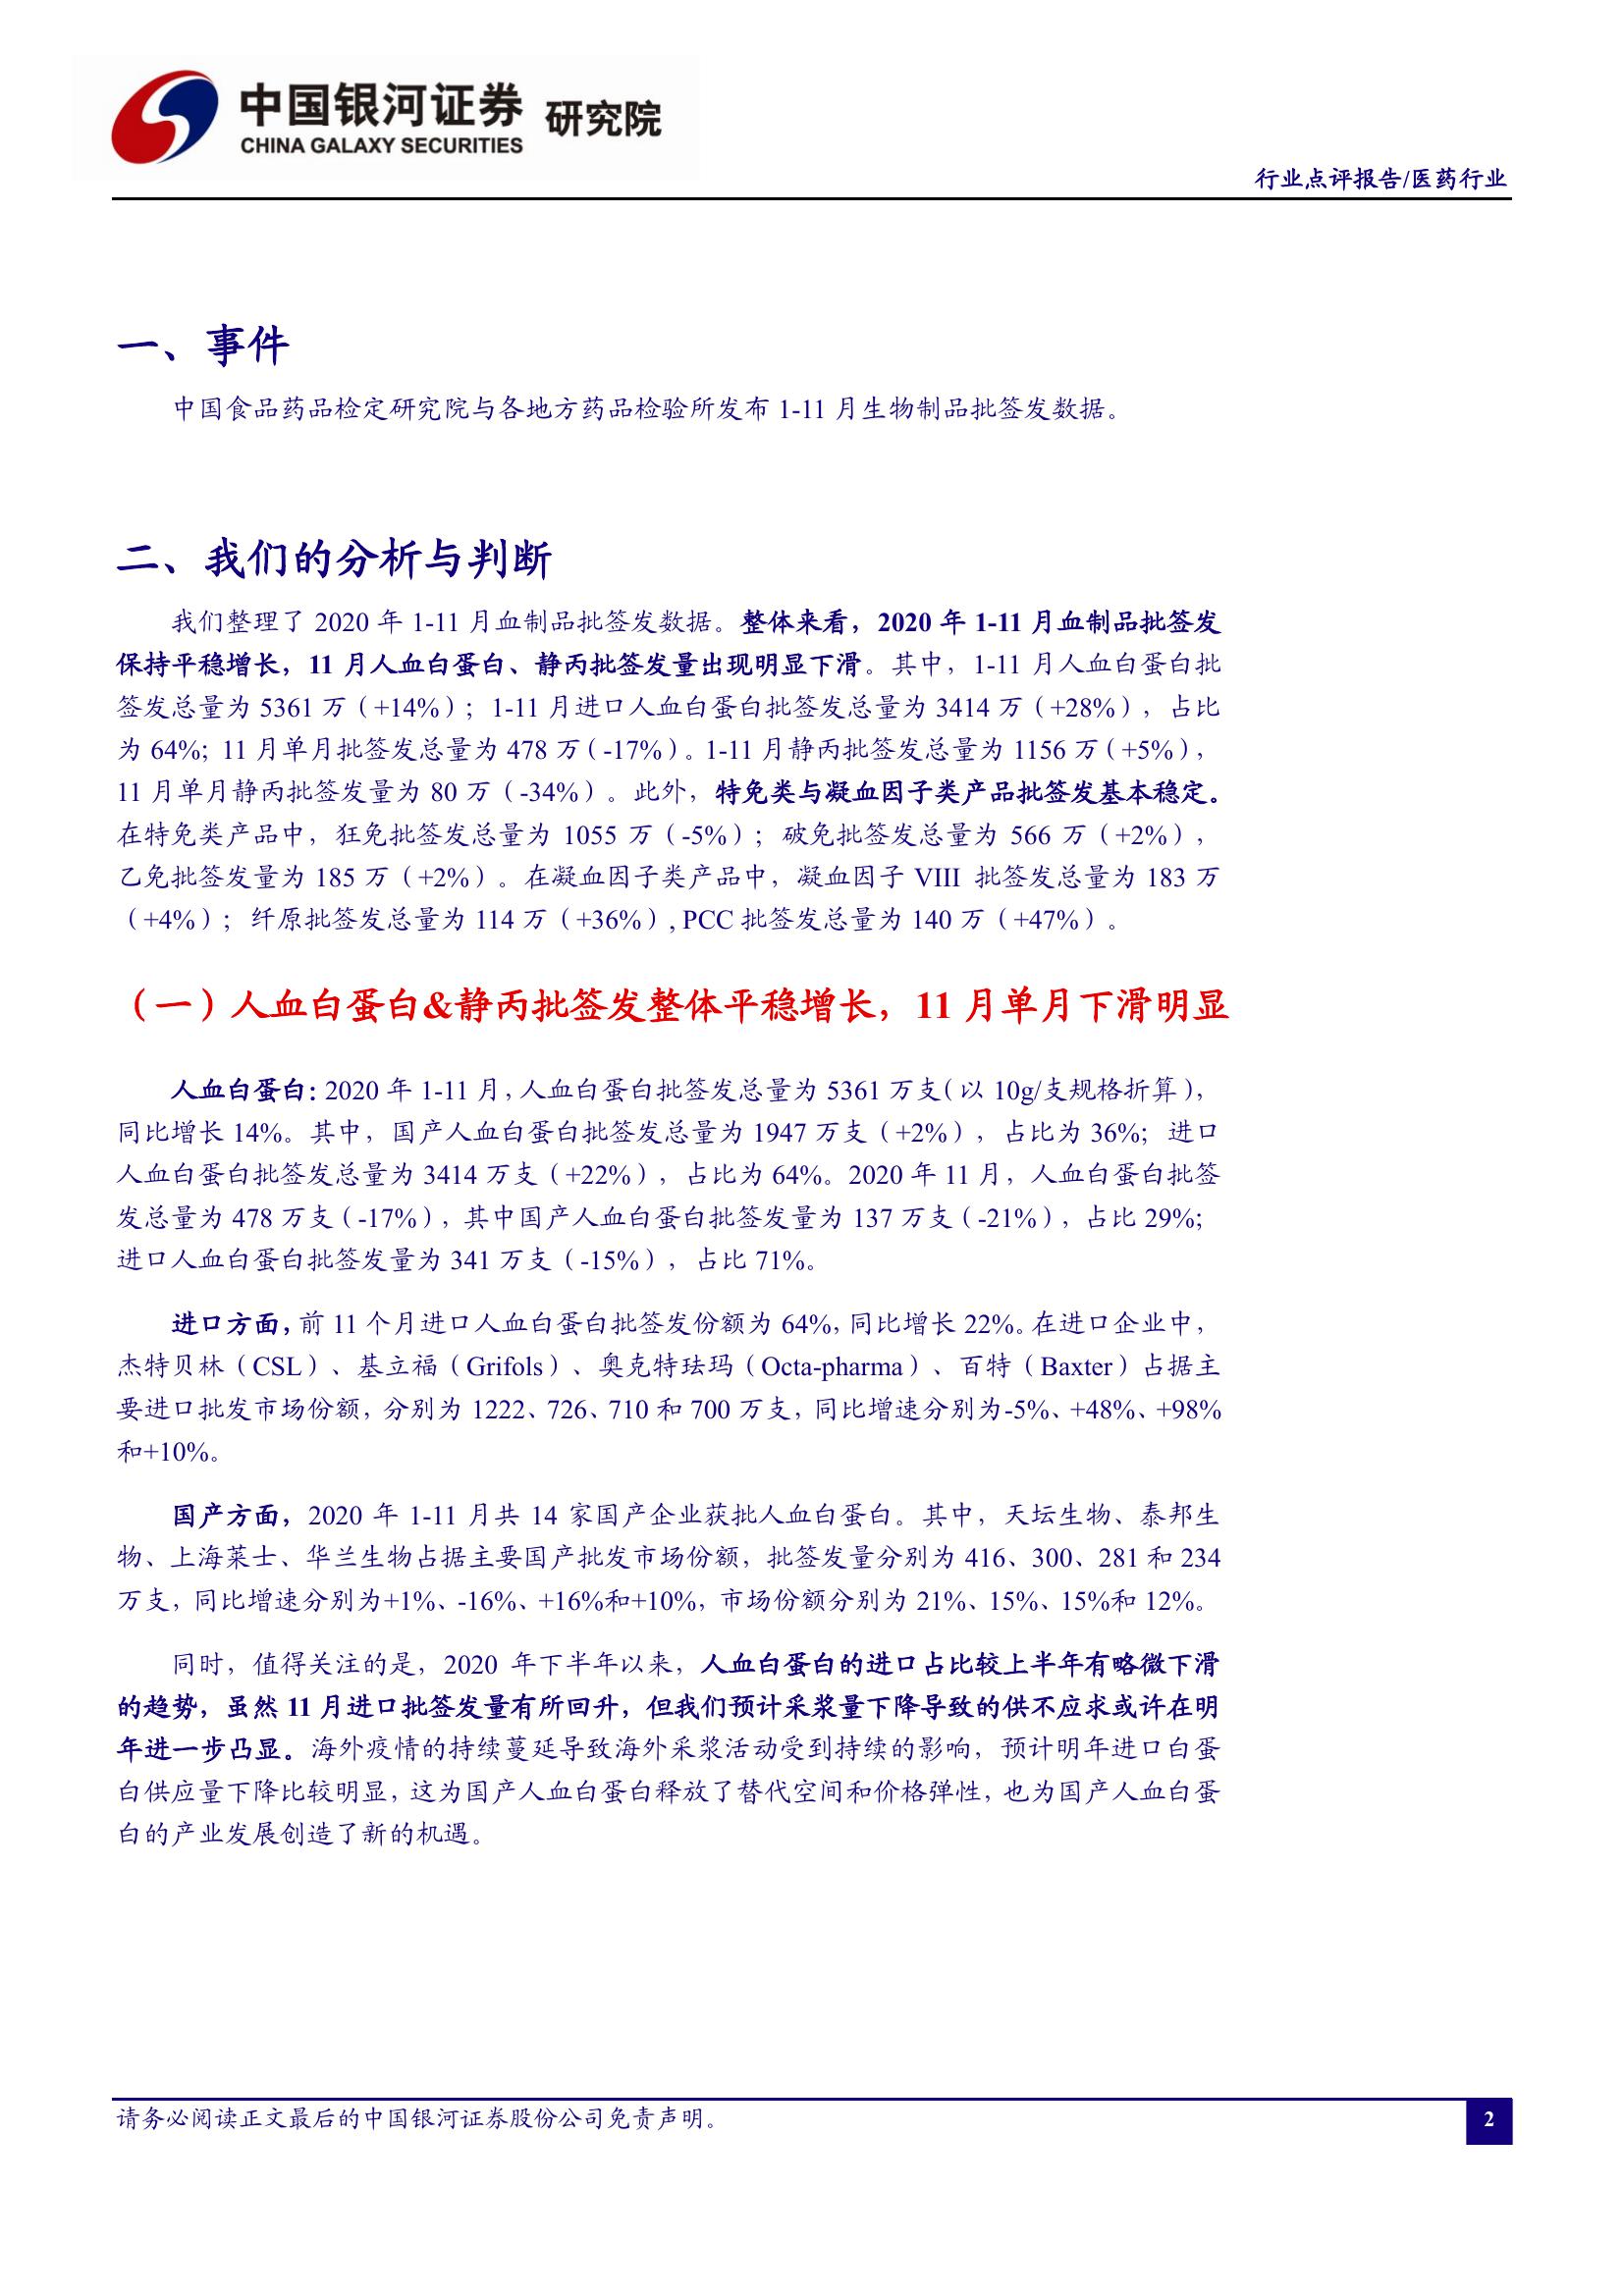 中国银河证券 研究院
CHINA GALAXY SECURITIES
行业点评报告/医药行业
一、事件
中国食品药品检定研究院与各地方药品检验所发布 1-11 月生物制品批签发数据。
二、我们的分析与判断
我们整理了 2020 年 1-11 月血制品批签发数据。整体来看，2020 年 1-11 月血制品批签发
保持平稳增长，11 月人血白蛋白、静丙批签发量出现明显下滑。其中，1-11 月人血白蛋白批
签发总量为 5361 万（+14%）；1-11 月进口人血白蛋白批签发总量为 3414 万（+28%），占比
为 64%；11 月单月批签发总量为 478 万（-17%）。1-11 月静丙批签发总量为 1156 万（+5%），
11 月单月静丙批签发量为 80 万（-34%）。此外，特免类与凝血因子类产品批签发基本稳定。
在特免类产品中，狂免批签发总量为 1055 万（-5%）；破免批签发总量为 566 万（+2%），
乙免批签发量为 185 万（+2%）。在凝血因子类产品中，凝血因子 VIII 批签发总量为 183 万
（+4%）；纤原批签发总量为 114 万（+36%）, PCC 批签发总量为 140 万（+47%）。
（一）人血白蛋白&静丙批签发整体平稳增长，11 月单月下滑明显
人血白蛋白：2020 年 1-11 月，人血白蛋白批签发总量为 5361 万支（以 10g/支规格折算），
同比增长 14%。其中，国产人血白蛋白批签发总量为 1947 万支（+2%），占比为 36%；进口
人血白蛋白批签发总量为 3414 万支（+22%），占比为 64%。2020 年 11 月，人血白蛋白批签
发总量为 478 万支（-17%），其中国产人血白蛋白批签发量为 137 万支（-21%），占比 29%；
进口人血白蛋白批签发量为 341 万支（-15%），占比 71%。
进口方面，前 11 个月进口人血白蛋白批签发份额为 64%，同比增长 22%。在进口企业中，
杰特贝林（CSL）、基立福（Grifols）、奥克特珐玛（Octa-pharma）、百特（Baxter）占据主
要进口批发市场份额，分别为 1222、726、710 和 700 万支，同比增速分别为-5%、+48%、+98%
和+10%。
国产方面，2020 年 1-11 月共 14 家国产企业获批人血白蛋白。其中，天坛生物、泰邦生
物、上海莱士、华兰生物占据主要国产批发市场份额，批签发量分别为 416、300、281 和 234
万支，同比增速分别为+1%、-16%、+16%和+10%，市场份额分别为 21%、15%、15%和 12%。
同时，值得关注的是，2020 年下半年以来，人血白蛋白的进口占比较上半年有略微下滑
的趋势，虽然 11 月进口批签发量有所回升，但我们预计采浆量下降导致的供不应求或许在明
年进一步凸显。海外疫情的持续蔓延导致海外采浆活动受到持续的影响，预计明年进口白蛋
白供应量下降比较明显，这为国产人血白蛋白释放了替代空间和价格弹性，也为国产人血白蛋
白的产业发展创造了新的机遇。
请务必阅读正文最后的中国银河证券股份公司免责声明。
2